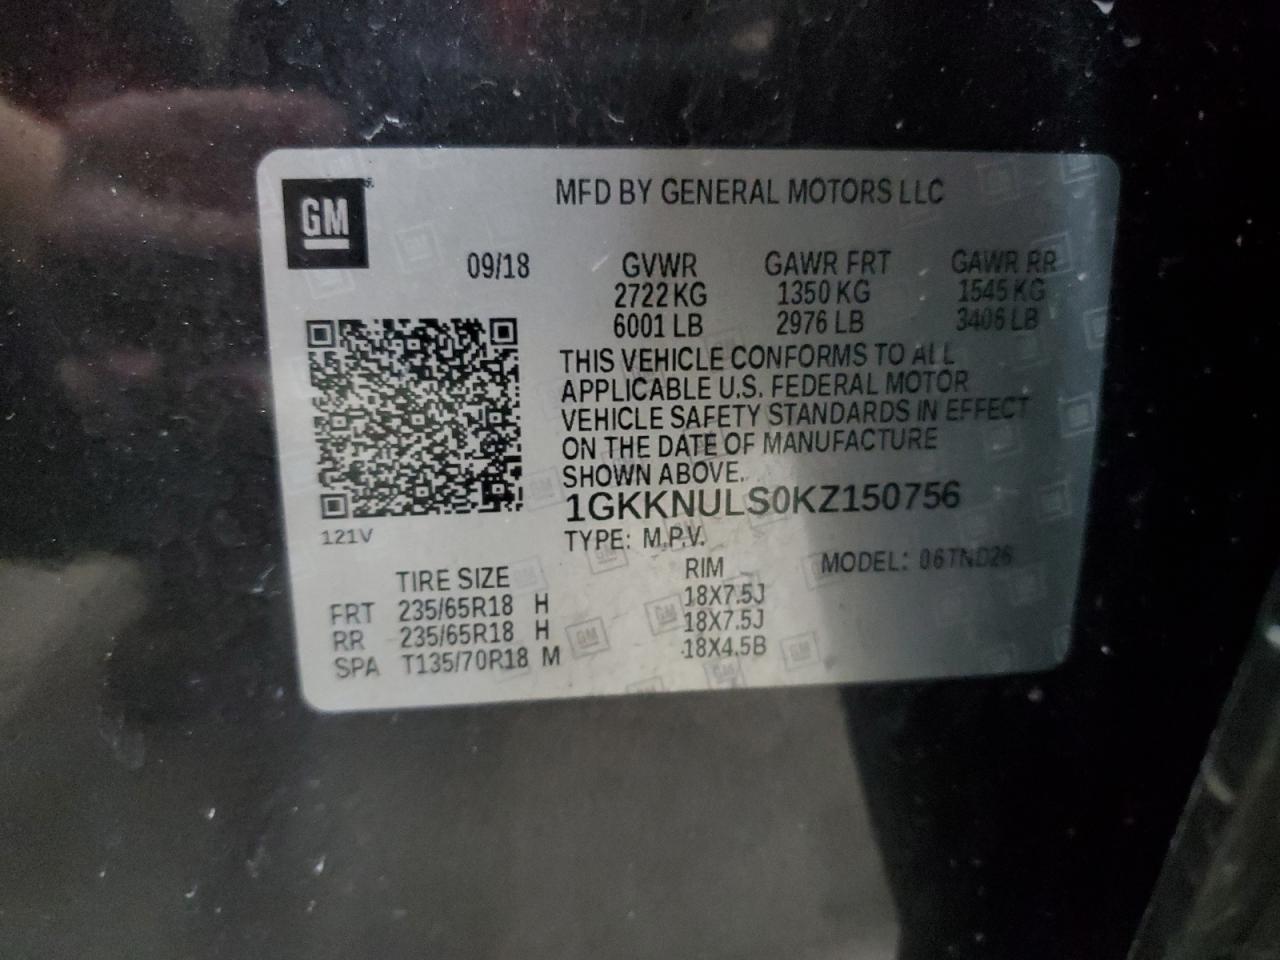 GM
MFD BY GENERAL MOTORS LLC
09/18
GVWR GAWR FRT GAWR RR
2722 KG 1350 KG 1545 KG
6001 LB 2976 LB 3406 LB
THIS VEHICLE CONFORMS TO ALL
APPLICABLE U.S. FEDERAL MOTOR
VEHICLE SAFETY STANDARDS IN EFFECT
ON THE DATE OF MANUFACTURE
SHOWN ABOVE.
1GKKNULS0KZ150756
121V
TYPE: M.P.V.
MODEL: 06TND26
TIRE SIZE RIM
FRT 235/65R18 H 18X7.5J
RR 235/65R18 H 18X7.5J
SPA T135/70R18 M 18X4.5B